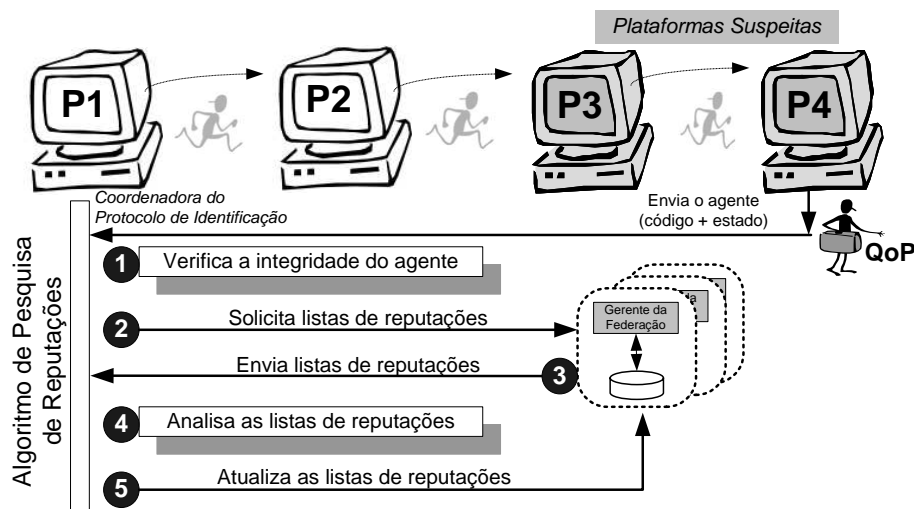 Plataformas Suspeitas
P1
P2
P3
P4
Coordenadora do
Protocolo de Identificação
Envia o agente
(código + estado)
QoP
Algoritmo de Pesquisa
de Reputações
1 Verifica a integridade do agente
2 Solicita listas de reputações
Gerente da
Federação
Envia listas de reputações 3
4 Analisa as listas de reputações
5 Atualiza as listas de reputações